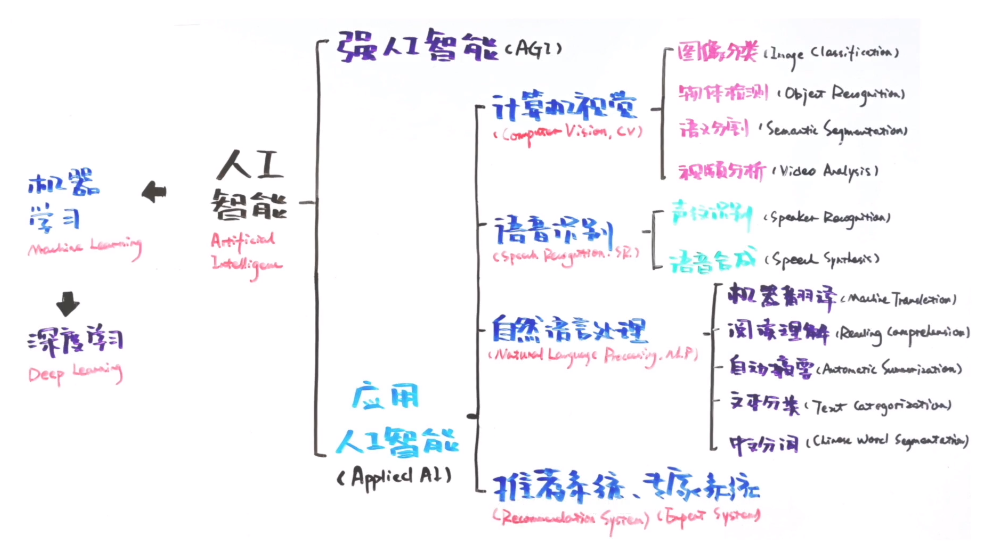 强人工智能(AGI)
人工
智能
Artificial
Intelligence
机器
学习
Machine Learning
深度学习
Deep Learning
应用
人工智能
(Applied AI)
计算机视觉
(Computer Vision, CV)
图像分类(Image Classification)
物体检测(Object Recognition)
语义分割(Semantic Segmentation)
视频分析(Video Analysis)
语音识别
(Speech Recognition. SR)
声纹识别(Speaker Recognition)
语音合成(Speech Synthesis)
自然语言处理
(Natural Language Processing, NLP)
机器翻译(Machine Translation)
阅读理解(Reading Comprehension)
自动摘要(Automatic Summarization)
文本分类(Text Categorization)
中文分词(Chinese Word Segmentation)
推荐系统、专家系统
(Recommendation System) (Expert System)